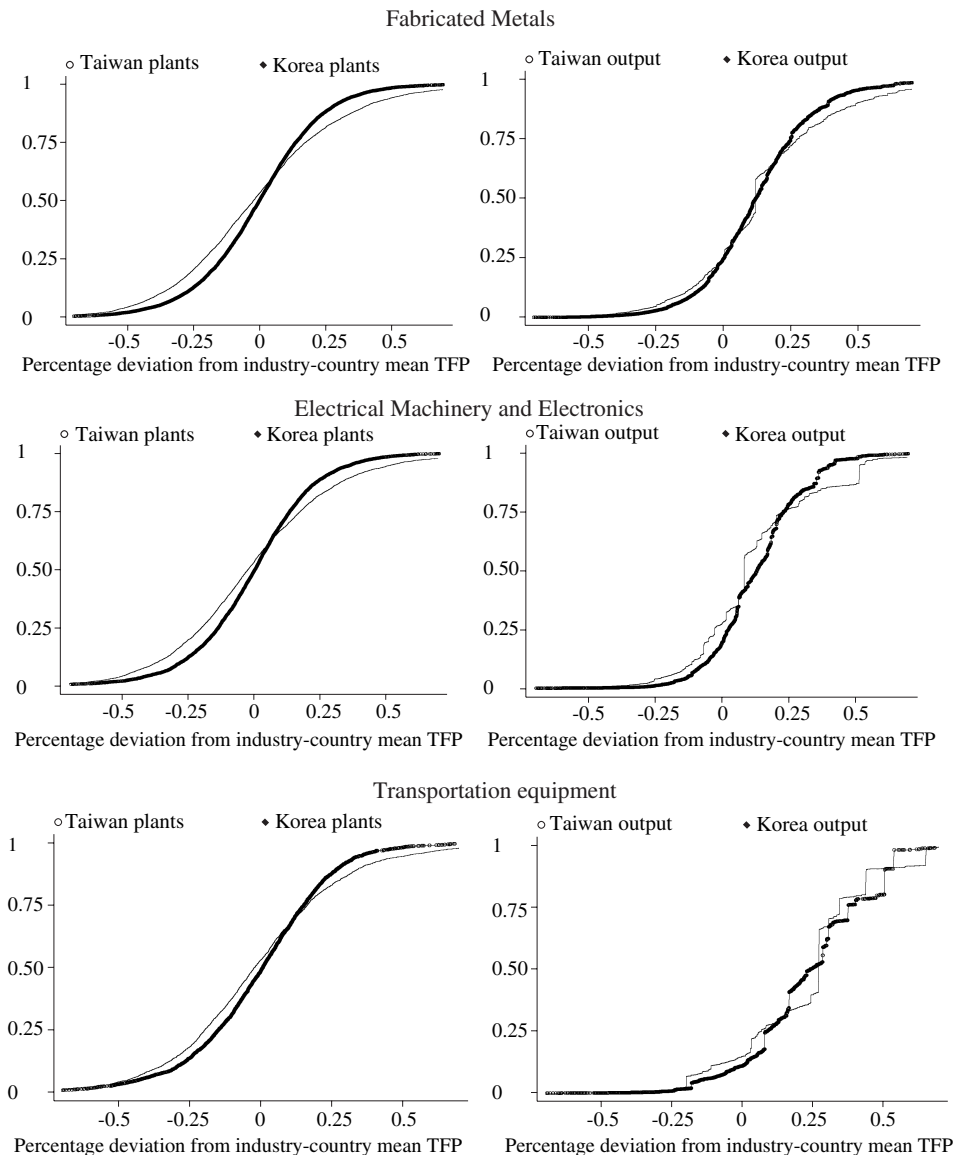 Fabricated Metals
Taiwan plants Korea plants
Taiwan output Korea output
1
0.75
0.50
0.25
0
-0.5 -0.25 0 0.25 0.5
Percentage deviation from industry-country mean TFP
1
0.75
0.50
0.25
0
-0.5 -0.25 0 0.25 0.5
Percentage deviation from industry-country mean TFP
Electrical Machinery and Electronics
Taiwan plants Korea plants
Taiwan output Korea output
1
0.75
0.50
0.25
0
-0.5 -0.25 0 0.25 0.5
Percentage deviation from industry-country mean TFP
1
0.75
0.50
0.25
0
-0.5 -0.25 0 0.25 0.5
Percentage deviation from industry-country mean TFP
Transportation equipment
Taiwan plants Korea plants
Taiwan output Korea output
1
0.75
0.50
0.25
0
-0.5 -0.25 0 0.25 0.5
Percentage deviation from industry-country mean TFP
1
0.75
0.50
0.25
0
-0.5 -0.25 0 0.25 0.5
Percentage deviation from industry-country mean TFP